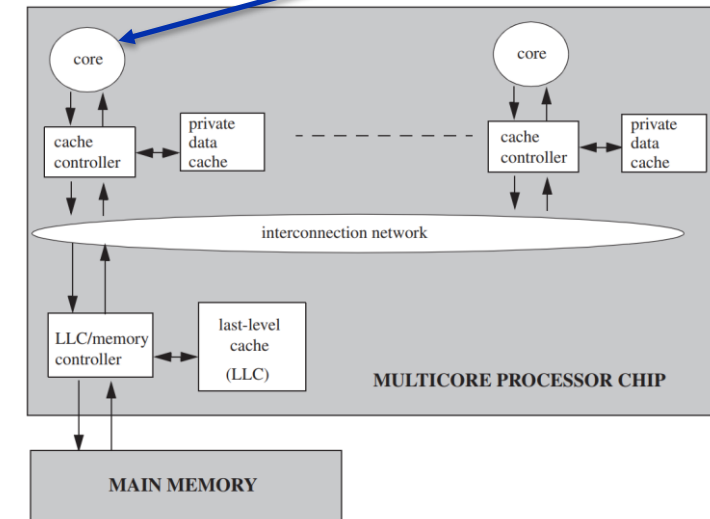 core
core
cache
controller
private
data
cache
cache
controller
private
data
cache
interconnection network
LLC/memory
controller
last-level
cache
(LLC)
MULTICORE PROCESSOR CHIP
MAIN MEMORY